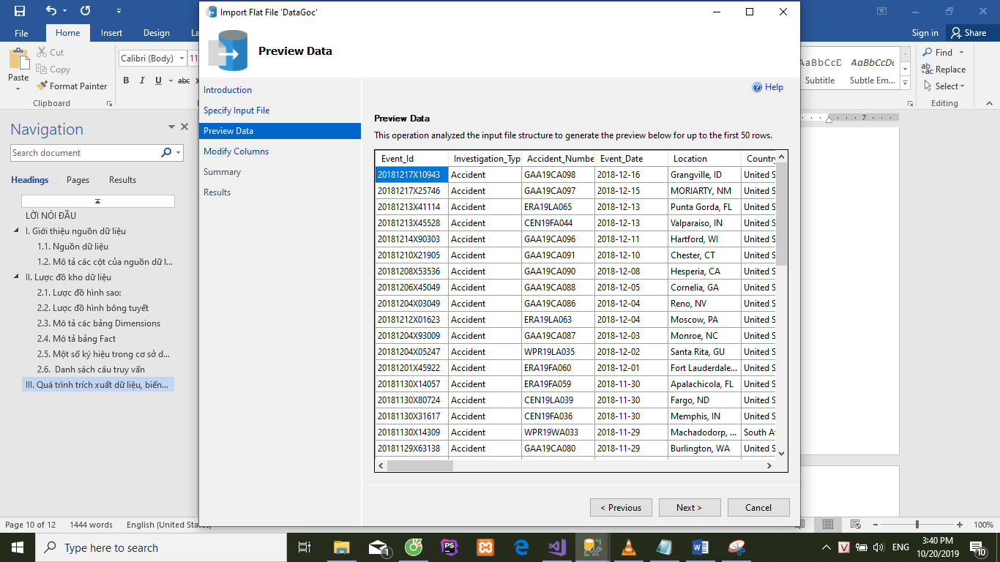 Import Flat File 'DataGoc'
File
Home
Insert
Design
La
Sign in
Share
Paste
Cut
Copy
Format Painter
Clipboard
Calibri (Body)
11
B I U abc
AaBbCcD
AaBbCcDc
Subtitle
Subtle Em...
Find
Replace
Select
Editing
Navigation
Search document
Headings
Pages
Results
LỜI NÓI ĐẦU
I. Giới thiệu nguồn dữ liệu
1.1. Nguồn dữ liệu
1.2. Mô tả các cột của nguồn dữ l...
II. Lược đồ kho dữ liệu
2.1. Lược đồ hình sao:
2.2. Lược đồ hình bông tuyết
2.3. Mô tả các bảng Dimensions
2.4. Mô tả bảng Fact
2.5. Một số ký hiệu trong cơ sở d...
2.6. Danh sách câu truy vấn
III. Quá trình trích xuất dữ liệu, biến...
Preview Data
Introduction
Specify Input File
Preview Data
Modify Columns
Summary
Results
Help
Preview Data
This operation analyzed the input file structure to generate the preview below for up to the first 50 rows.
Event_Id Investigation_Typ Accident_Numbe Event_Date Location Country
20181217X10943 Accident GAA19CA098 2018-12-16 Grangville, ID United S
20181217X25746 Accident GAA19CA097 2018-12-15 MORIARTY, NM United S
20181213X41114 Accident ERA19LA065 2018-12-13 Punta Gorda, FL United S
20181213X45528 Accident CEN19FA044 2018-12-13 Valparaiso, IN United S
20181214X90303 Accident GAA19CA096 2018-12-11 Hartford, WI United S
20181210X21905 Accident GAA19CA091 2018-12-10 Chester, CT United S
20181208X53536 Accident GAA19CA090 2018-12-08 Hesperia, CA United S
20181206X45049 Accident GAA19CA088 2018-12-05 Cornelia, GA United S
20181204X03049 Accident GAA19CA086 2018-12-04 Reno, NV United S
20181212X01623 Accident ERA19LA063 2018-12-04 Moscow, PA United S
20181204X93009 Accident GAA19CA087 2018-12-03 Monroe, NC United S
20181204X05247 Accident WPR19LA035 2018-12-02 Santa Rita, GU United S
20181201X45922 Accident ERA19FA060 2018-12-01 Fort Lauderdale... United S
20181130X14057 Accident ERA19FA059 2018-11-30 Apalachicola, FL United S
20181130X80724 Accident CEN19LA039 2018-11-30 Fargo, ND United S
20181130X31617 Accident CEN19FA036 2018-11-30 Memphis, IN United S
20181130X14309 Accident WPR19WA033 2018-11-29 Machadodorp, ... South A
20181129X63138 Accident GAA19CA080 2018-11-29 Burlington, WA United S
< Previous
Next >
Cancel
7
Page 10 of 12
1444 words
English (United States)
100%
Type here to search
1
PS
ENG
3:40 PM
10/20/2019
10